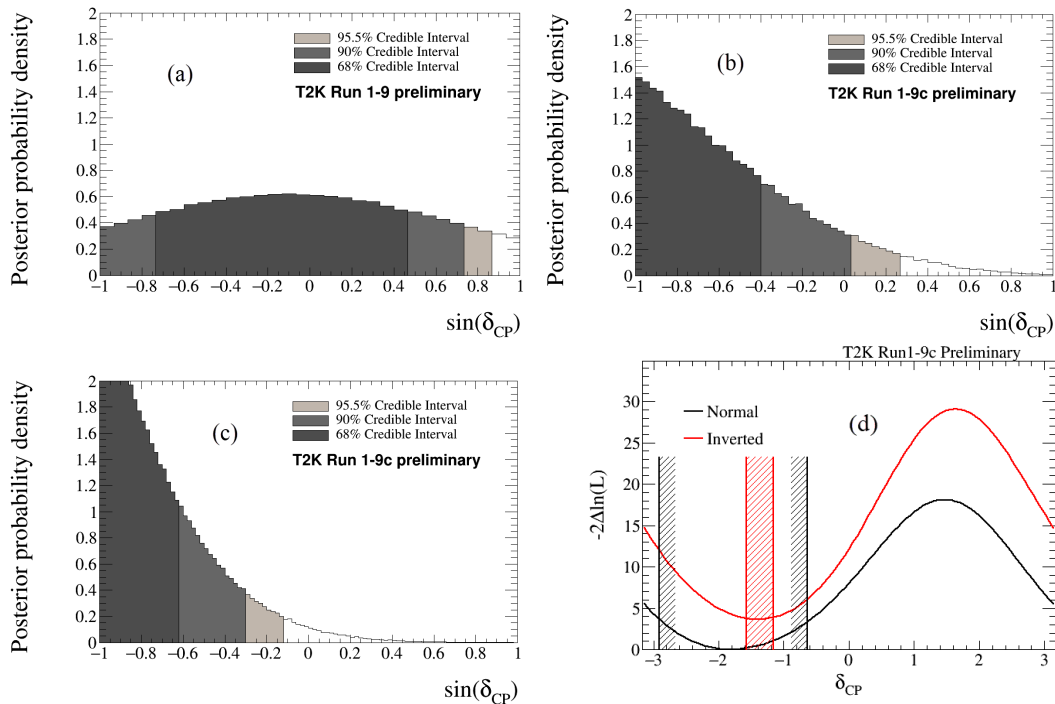 Posterior probability density
2
1.8
1.6
1.4
1.2
1
0.8
0.6
0.4
0.2
0
−1 −0.8 −0.6 −0.4 −0.2 0 0.2 0.4 0.6 0.8 1
sin(δCP)
(a)
95.5% Credible Interval
90% Credible Interval
68% Credible Interval
T2K Run 1-9 preliminary
Posterior probability density
2
1.8
1.6
1.4
1.2
1
0.8
0.6
0.4
0.2
0
−1 −0.8 −0.6 −0.4 −0.2 0 0.2 0.4 0.6 0.8 1
sin(δCP)
(b)
95.5% Credible Interval
90% Credible Interval
68% Credible Interval
T2K Run 1-9c preliminary
Posterior probability density
2
1.8
1.6
1.4
1.2
1
0.8
0.6
0.4
0.2
0
−1 −0.8 −0.6 −0.4 −0.2 0 0.2 0.4 0.6 0.8 1
sin(δCP)
(c)
95.5% Credible Interval
90% Credible Interval
68% Credible Interval
T2K Run 1-9c preliminary
T2K Run1-9c Preliminary
-2Δln(L)
30
25
20
15
10
5
0
−3 −2 −1 0 1 2 3
δCP
Normal
Inverted
(d)